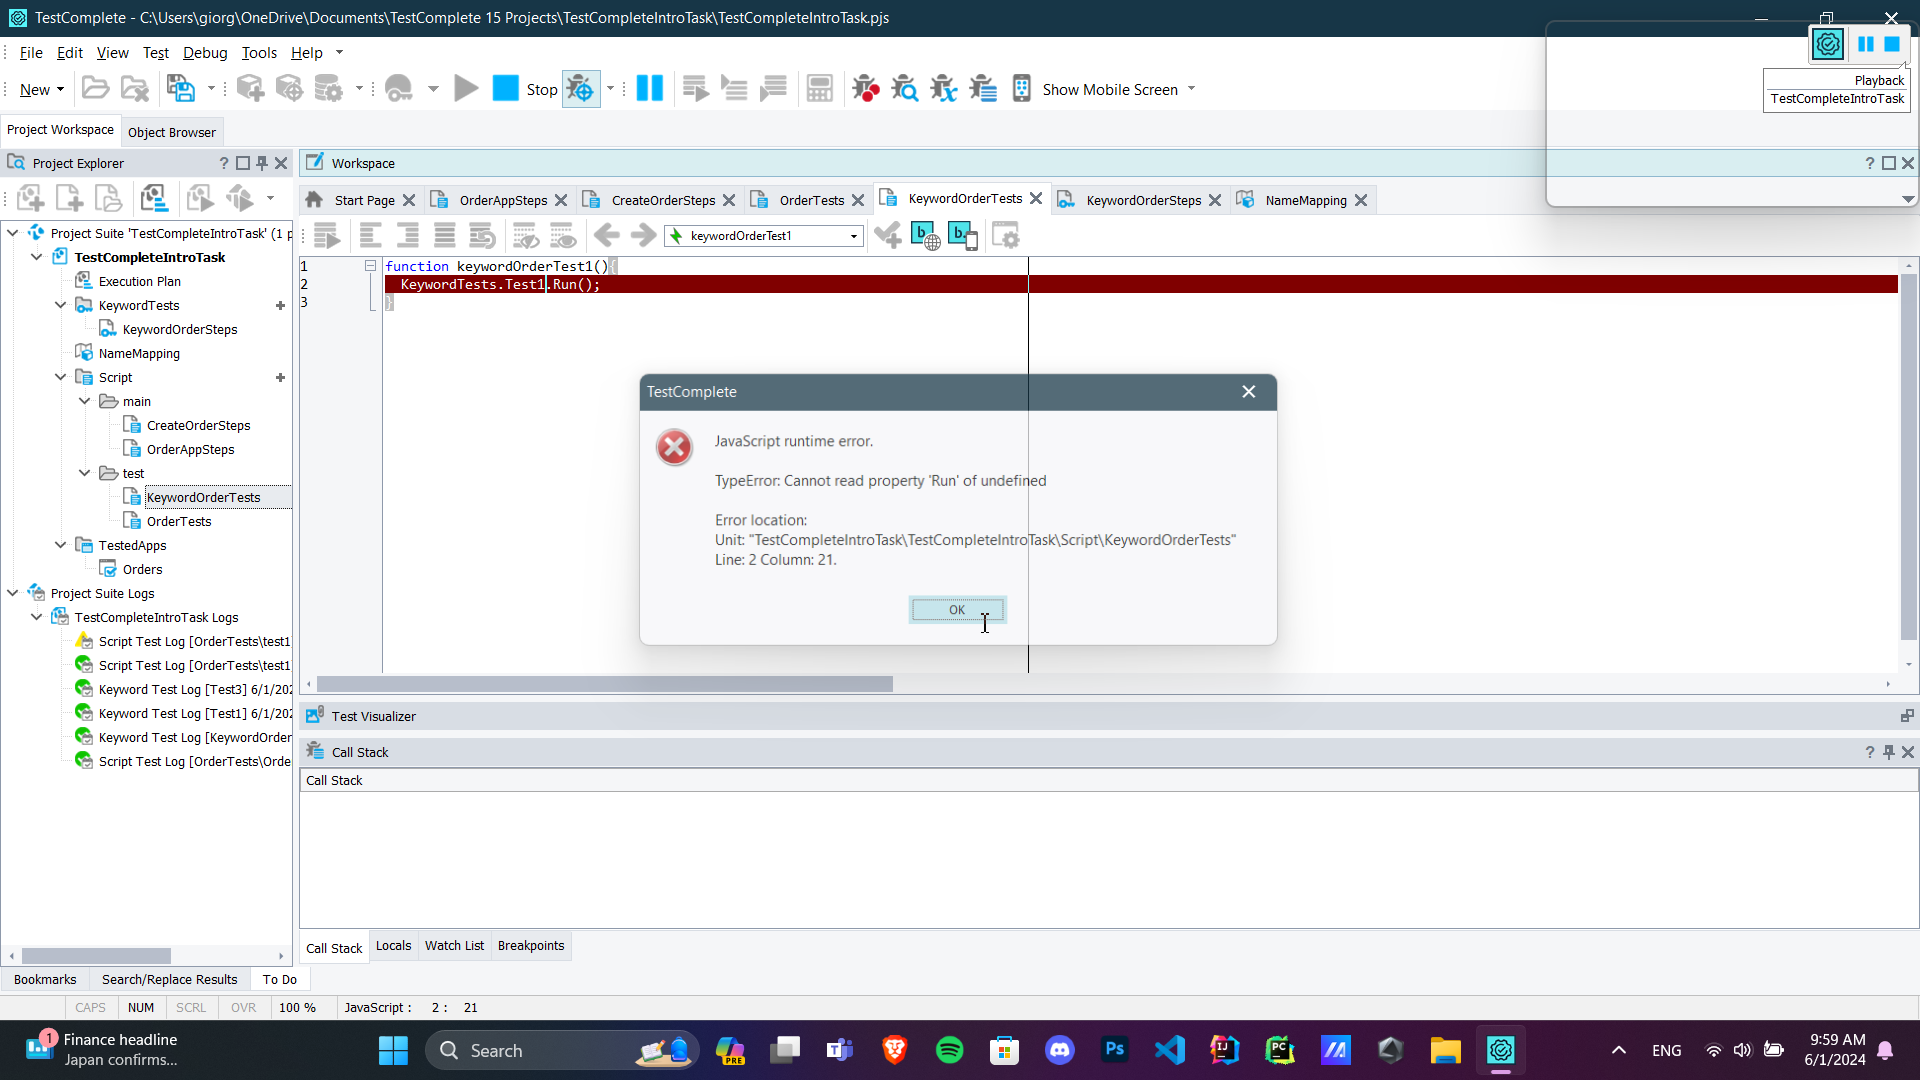 TestComplete - C:\Users\giorg\OneDrive\Documents\TestComplete 15 Projects\TestCompleteIntroTask\TestCompleteIntroTask.pjs
File Edit View Test Debug Tools Help
New Stop Show Mobile Screen
Playback
TestCompleteIntroTask
Project Workspace Object Browser
Project Explorer ?
Workspace ?
Start Page OrderAppSteps CreateOrderSteps OrderTests KeywordOrderTests KeywordOrderSteps NameMapping
keywordOrderTest1
Project Suite 'TestCompleteIntroTask' (1 p
TestCompleteIntroTask
Execution Plan
KeywordTests
KeywordOrderSteps
NameMapping
Script
main
CreateOrderSteps
OrderAppSteps
test
KeywordOrderTests
OrderTests
TestedApps
Orders
Project Suite Logs
TestCompleteIntroTask Logs
Script Test Log [OrderTests\test1
Script Test Log [OrderTests\test1
Keyword Test Log [Test3] 6/1/202
Keyword Test Log [Test1] 6/1/202
Keyword Test Log [KeywordOrder
Script Test Log [OrderTests\Orde
1 function keywordOrderTest1(){
2 KeywordTests.Test1.Run();
3 }
TestComplete
JavaScript runtime error.
TypeError: Cannot read property 'Run' of undefined
Error location:
Unit: "TestCompleteIntroTask\TestCompleteIntroTask\Script\KeywordOrderTests"
Line: 2 Column: 21.
OK
Test Visualizer
Call Stack ?
Call Stack
Call Stack Locals Watch List Breakpoints
Bookmarks Search/Replace Results To Do
CAPS NUM SCRL OVR 100 % JavaScript : 2 : 21
1
Finance headline
Japan confirms...
Search
PRE
Ps
IJ
PC
ENG
9:59 AM
6/1/2024